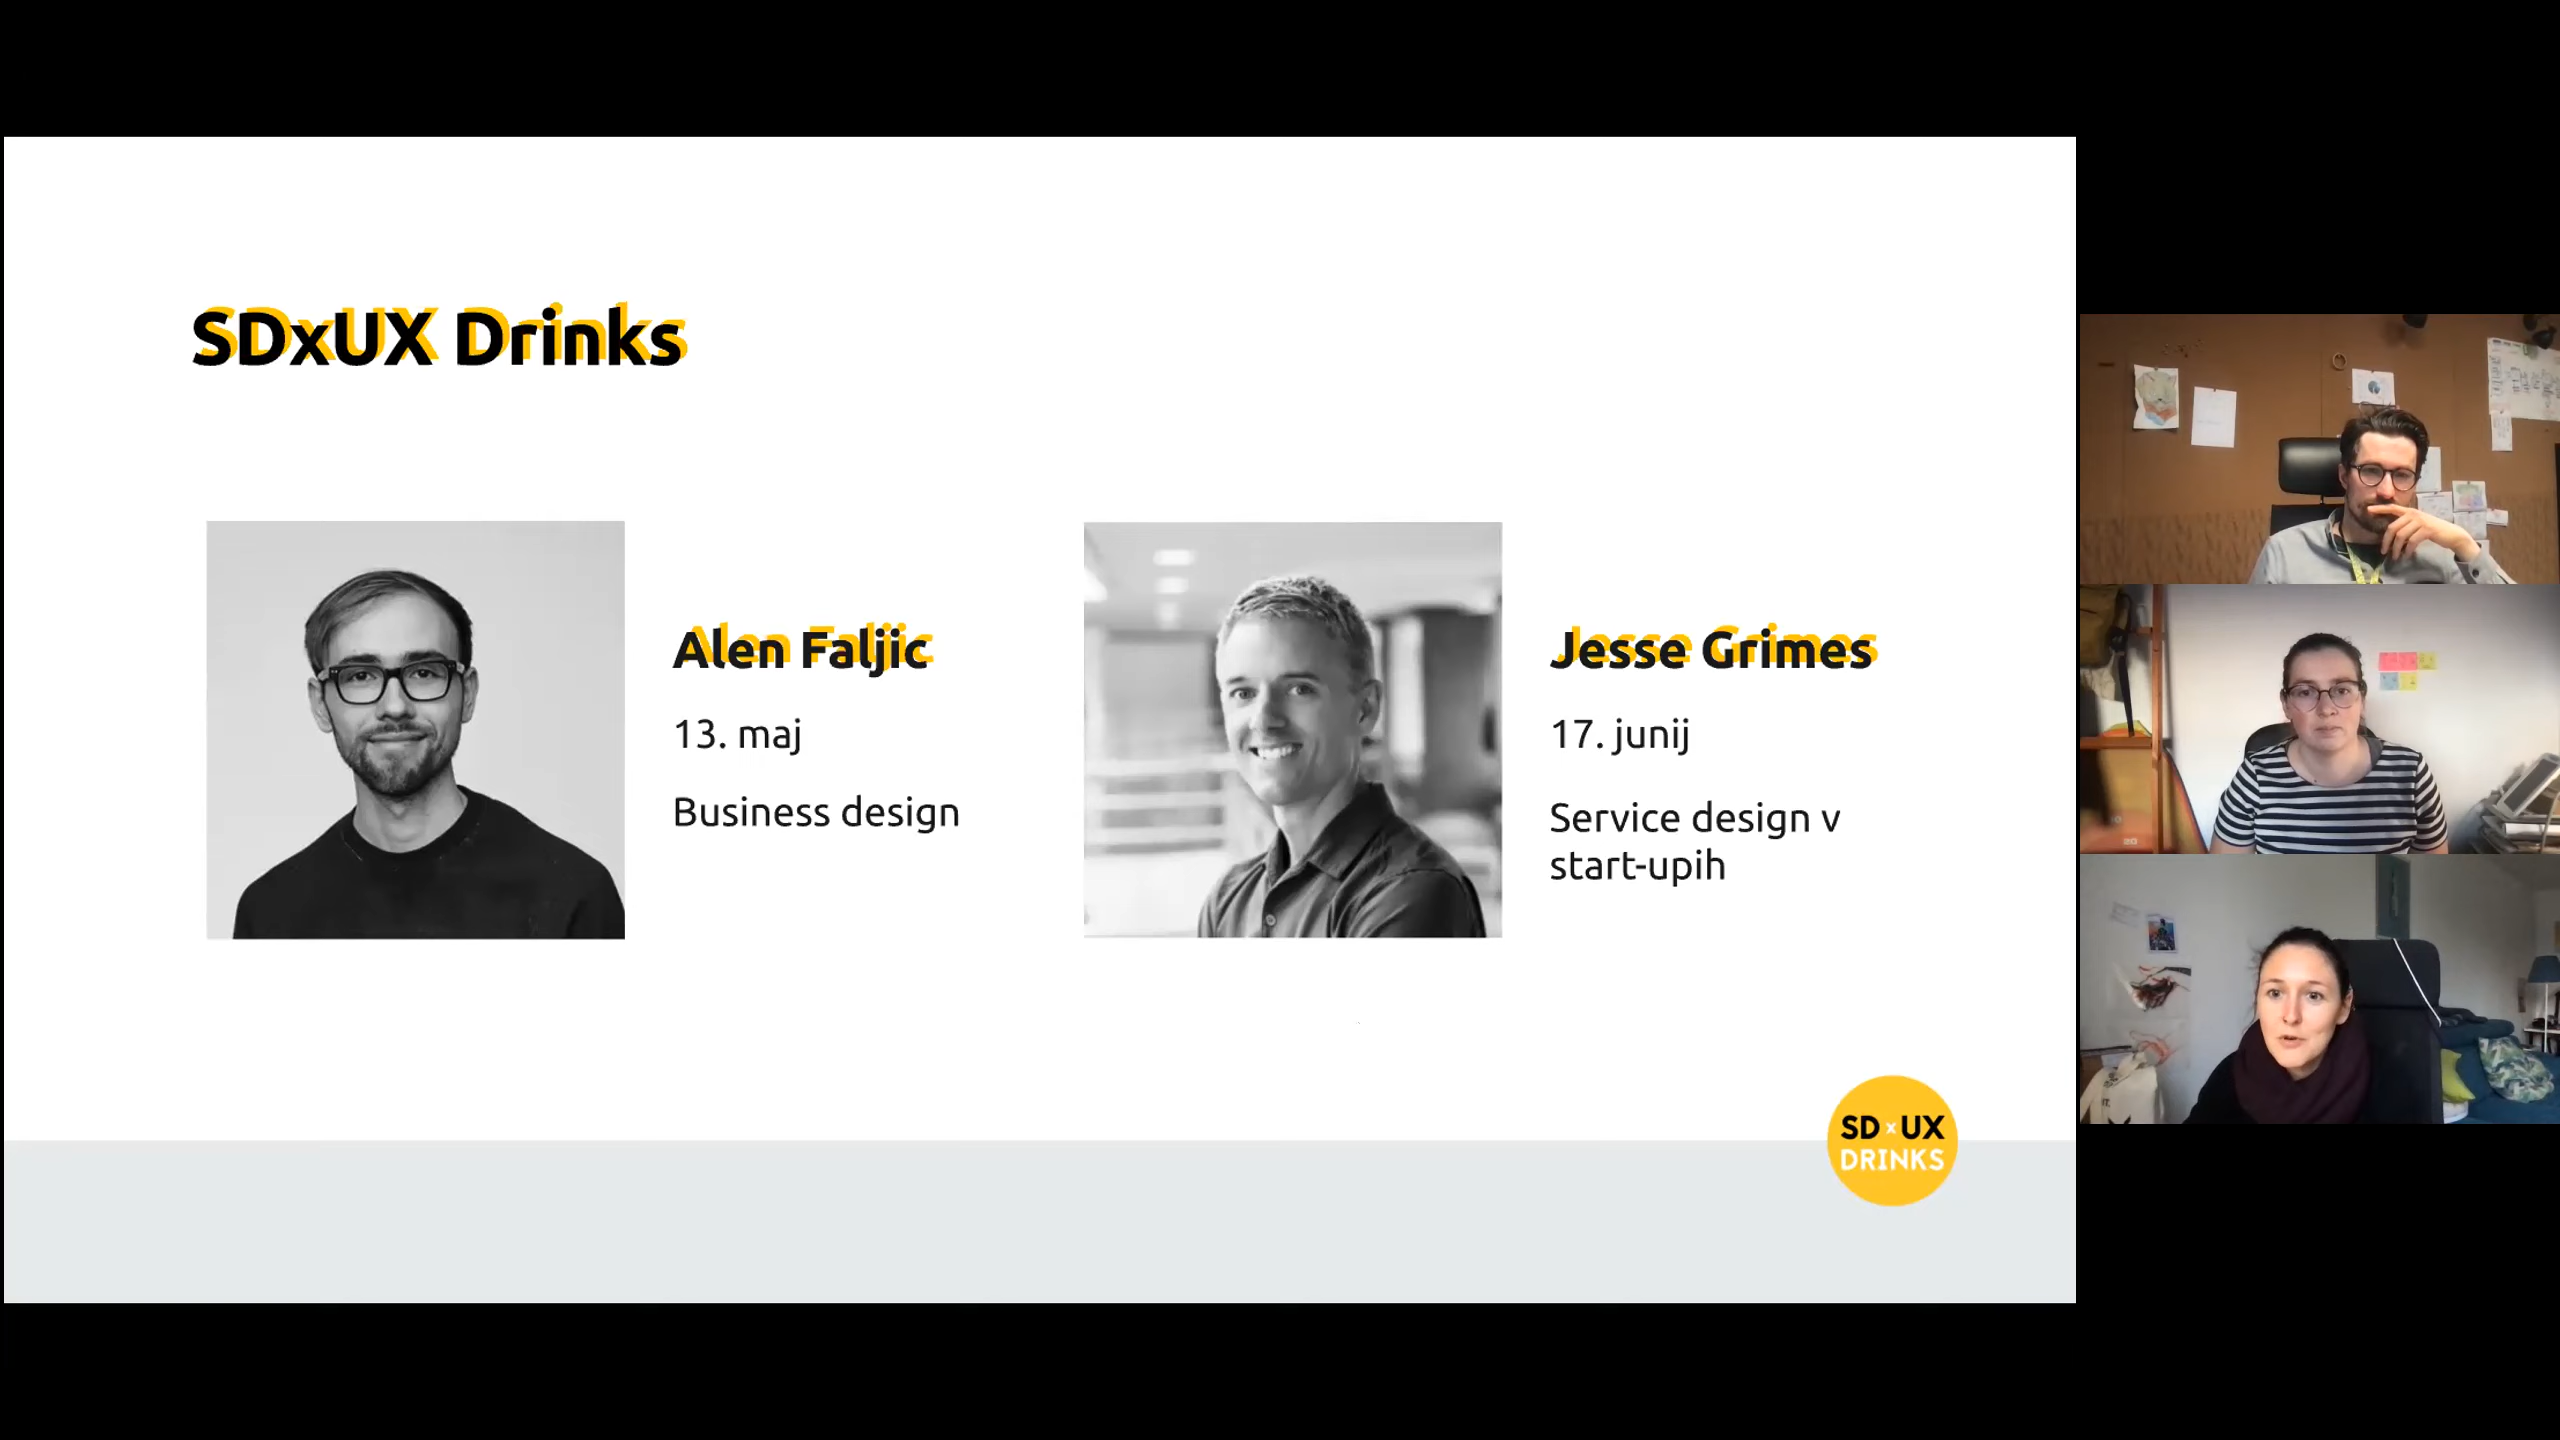 SDxUX Drinks
Alen Faljic
13. maj
Business design
Jesse Grimes
17. junij
Service design v
start-upih
SD x UX
DRINKS